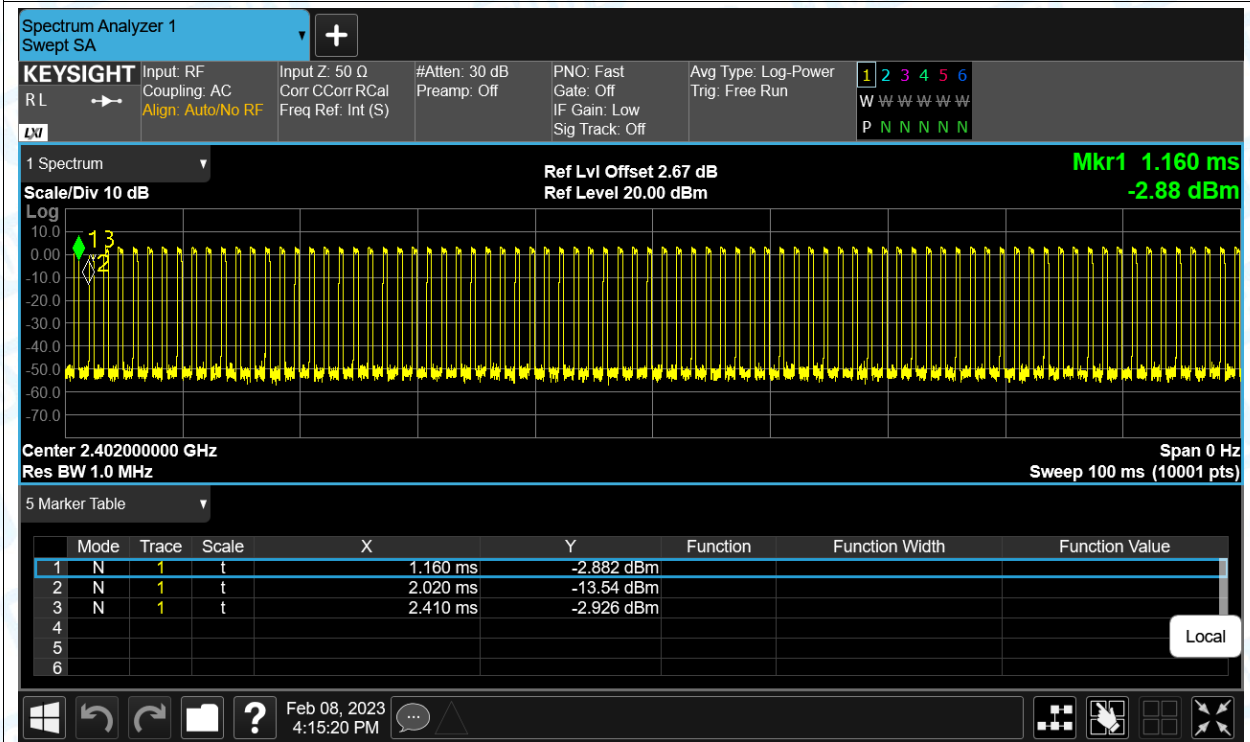 Spectrum Analyzer 1
Swept SA
+
KEYSIGHT
R L
LXI
Input: RF
Coupling: AC
Align: Auto/No RF
Input Z: 50 Ω
Corr CCorr RCal
Freq Ref: Int (S)
#Atten: 30 dB
Preamp: Off
PNO: Fast
Gate: Off
IF Gain: Low
Sig Track: Off
Avg Type: Log-Power
Trig: Free Run
1 2 3 4 5 6
W W W W W W
P N N N N N
1 Spectrum
Scale/Div 10 dB
Ref Lvl Offset 2.67 dB
Ref Level 20.00 dBm
Mkr1 1.160 ms
-2.88 dBm
Log
10.0
0.00
-10.0
-20.0
-30.0
-40.0
-50.0
-60.0
-70.0
1 3
2
Center 2.402000000 GHz
Res BW 1.0 MHz
Span 0 Hz
Sweep 100 ms (10001 pts)
5 Marker Table
Mode Trace Scale X Y Function Function Width Function Value
1 N 1 t 1.160 ms -2.882 dBm
2 N 1 t 2.020 ms -13.54 dBm
3 N 1 t 2.410 ms -2.926 dBm
4
5
6
Local
?
Feb 08, 2023
4:15:20 PM